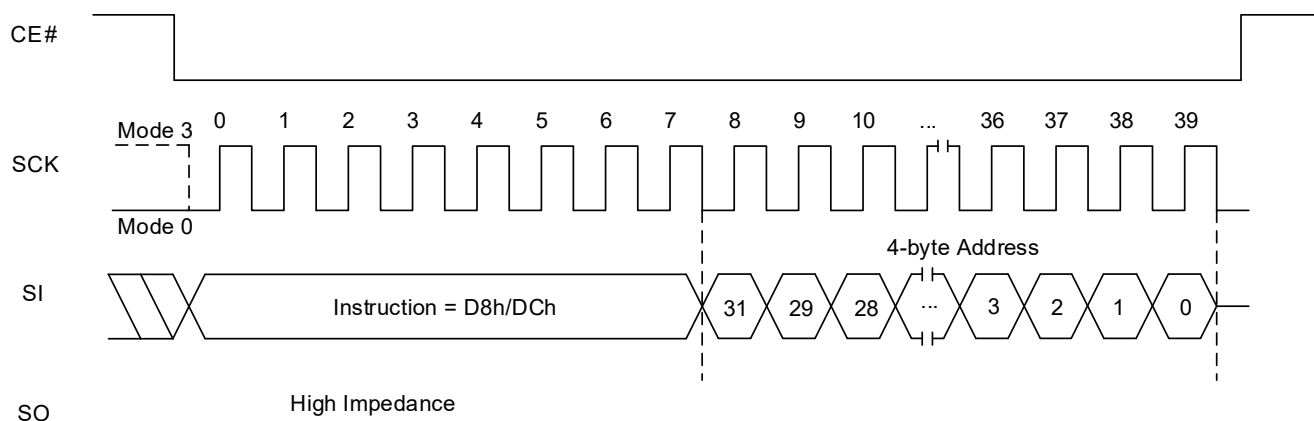 CE#
Mode 3
0 1 2 3 4 5 6 7 8 9 10 ... 36 37 38 39
SCK
Mode 0
4-byte Address
SI
Instruction = D8h/DCh
31 29 28 ... 3 2 1 0
High Impedance
SO